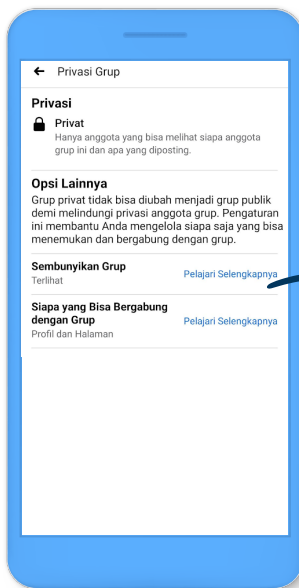 Privasi Grup
Privasi
Privat
Hanya anggota yang bisa melihat siapa anggota
grup ini dan apa yang diposting.
Opsi Lainnya
Grup privat tidak bisa diubah menjadi grup publik
demi melindungi privasi anggota grup. Pengaturan
ini membantu Anda mengelola siapa saja yang bisa
menemukan dan bergabung dengan grup.
Sembunyikan Grup
Terlihat
Pelajari Selengkapnya
Siapa yang Bisa Bergabung
dengan Grup
Profil dan Halaman
Pelajari Selengkapnya